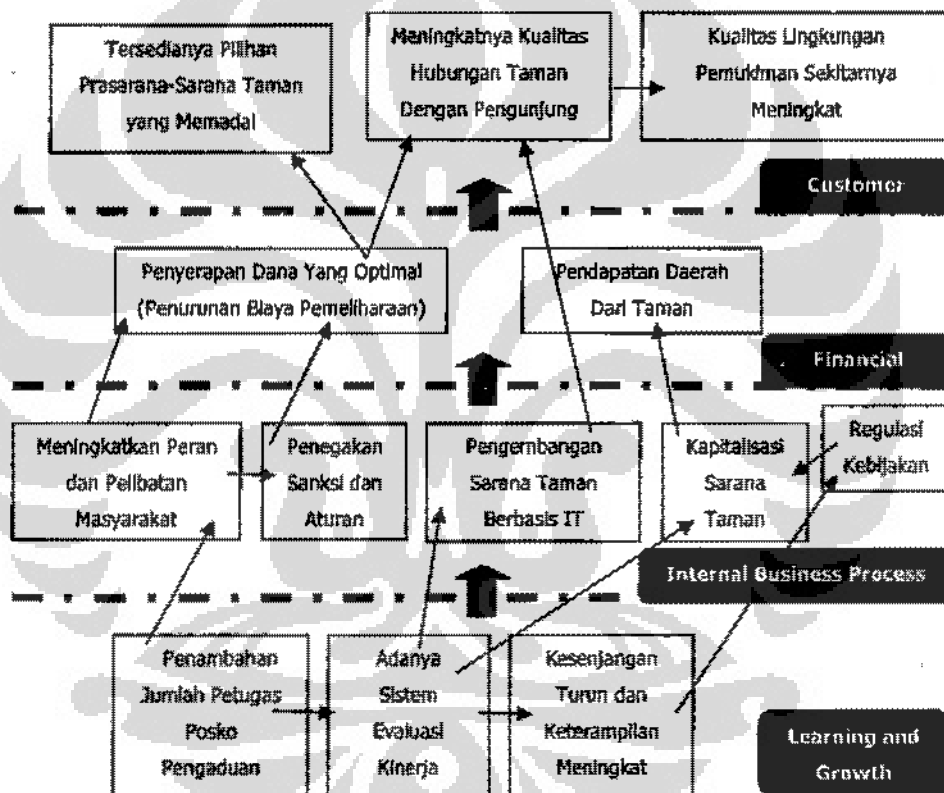 Tersedianya Pilihan
Prasarana-Sarana Taman
yang Memadai
Meningkatnya Kualitas
Hubungan Taman
Dengan Pengunjung
Kualitas Lingkungan
Pemukiman Sekitarnya
Meningkat
Customer
Penyerapan Dana Yang Optimal
(Penurunan Biaya Pemeliharaan)
Pendapatan Daerah
Dari Taman
Financial
Meningkatkan Peran
dan Pelibatan
Masyarakat
Penegakan
Sanksi dan
Aturan
Pengembangan
Sarana Taman
Berbasis IT
Kapitalisasi
Sarana
Taman
Regulasi
Kebijakan
Internal Business Process
Penambahan
Jumlah Petugas
Posko
Pengaduan
Adanya
Sistem
Evaluasi
Kinerja
Kesenjangan
Turun dan
Keterampilan
Meningkat
Learning and
Growth